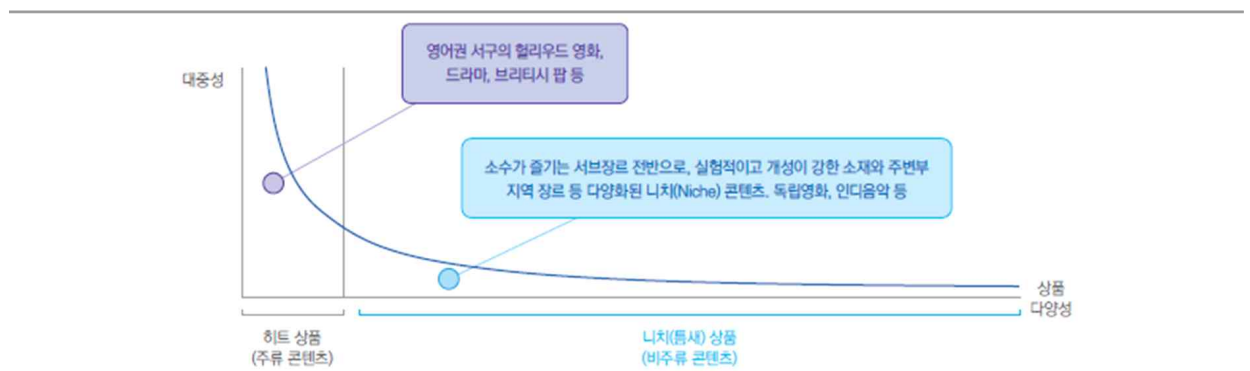 영어권 서구의 헐리우드 영화,
드라마, 브리티시 팝 등
대중성
소수가 즐기는 서브장르 전반으로, 실험적이고 개성이 강한 소재와 주변부
지역 장르 등 다양화된 니치(Niche) 콘텐츠. 독립영화, 인디음악 등
상품
다양성
히트 상품
(주류 콘텐츠)
니치(틈새) 상품
(비주류 콘텐츠)